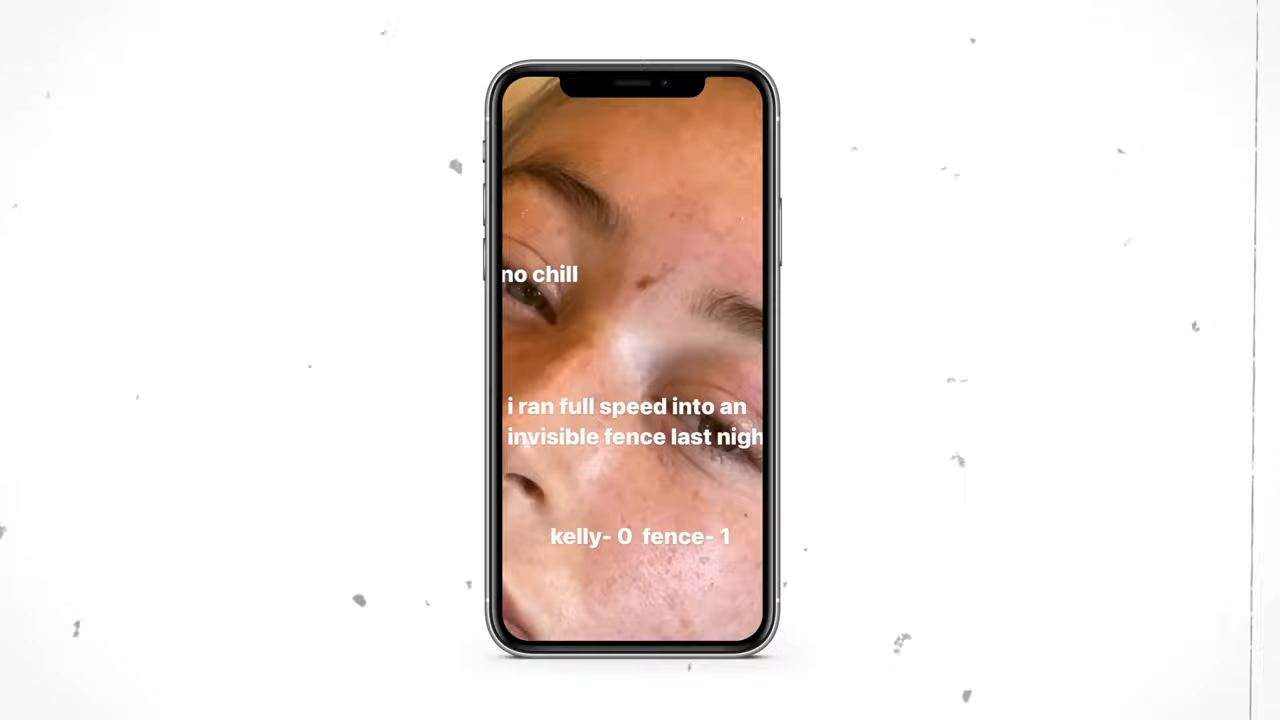 no chill
i ran full speed into an
invisible fence last nigh
kelly- 0 fence- 1